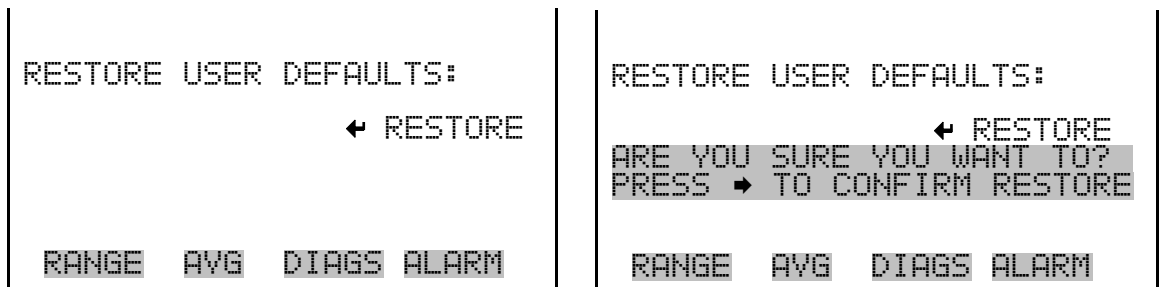 RESTORE USER DEFAULTS:
↵ RESTORE
RANGE AVG DIAGS ALARM
RESTORE USER DEFAULTS:
↵ RESTORE
ARE YOU SURE YOU WANT TO?
PRESS → TO CONFIRM RESTORE
RANGE AVG DIAGS ALARM